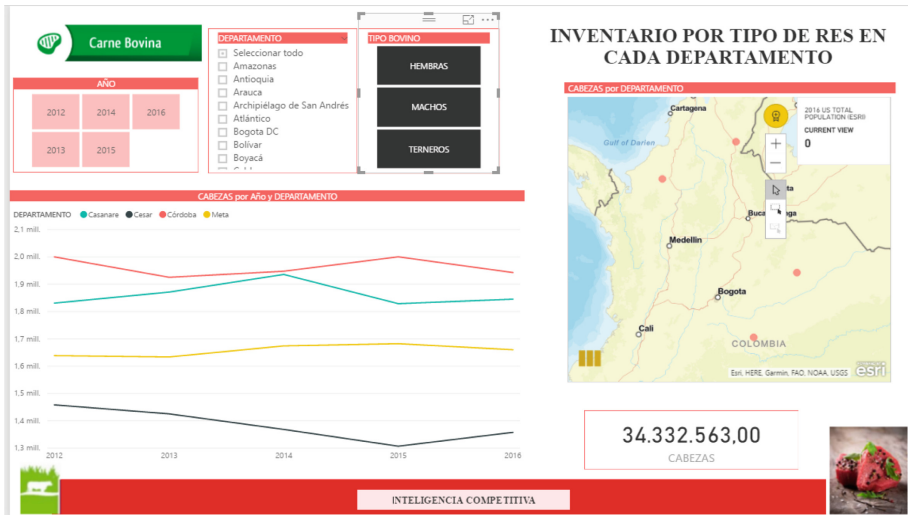 Carne Bovina
AÑO
2012
2014
2016
2013
2015
DEPARTAMENTO
Seleccionar todo
Amazonas
Antioquia
Arauca
Archipiélago de San Andrés
Atlántico
Bogota DC
Bolívar
Boyacá
TIPO BOVINO
HEMBRAS
MACHOS
TERNEROS
INVENTARIO POR TIPO DE RES EN
CADA DEPARTAMENTO
CABEZAS por DEPARTAMENTO
2016 US TOTAL
POPULATION (ESRI)
CURRENT VIEW
0
Cartagena
Gulf of Darien
Medellin
Bogota
Cali
COLOMBIA
Esri, HERE, Garmin, FAO, NOAA, USGS
esri
CABEZAS por Año y DEPARTAMENTO
DEPARTAMENTO Casanare Cesar Córdoba Meta
2,1 mill.
2,0 mill.
1,9 mill.
1,8 mill.
1,7 mill.
1,6 mill.
1,5 mill.
1,4 mill.
1,3 mill.
2012 2013 2014 2015 2016
34.332.563,00
CABEZAS
INTELIGENCIA COMPETITIVA